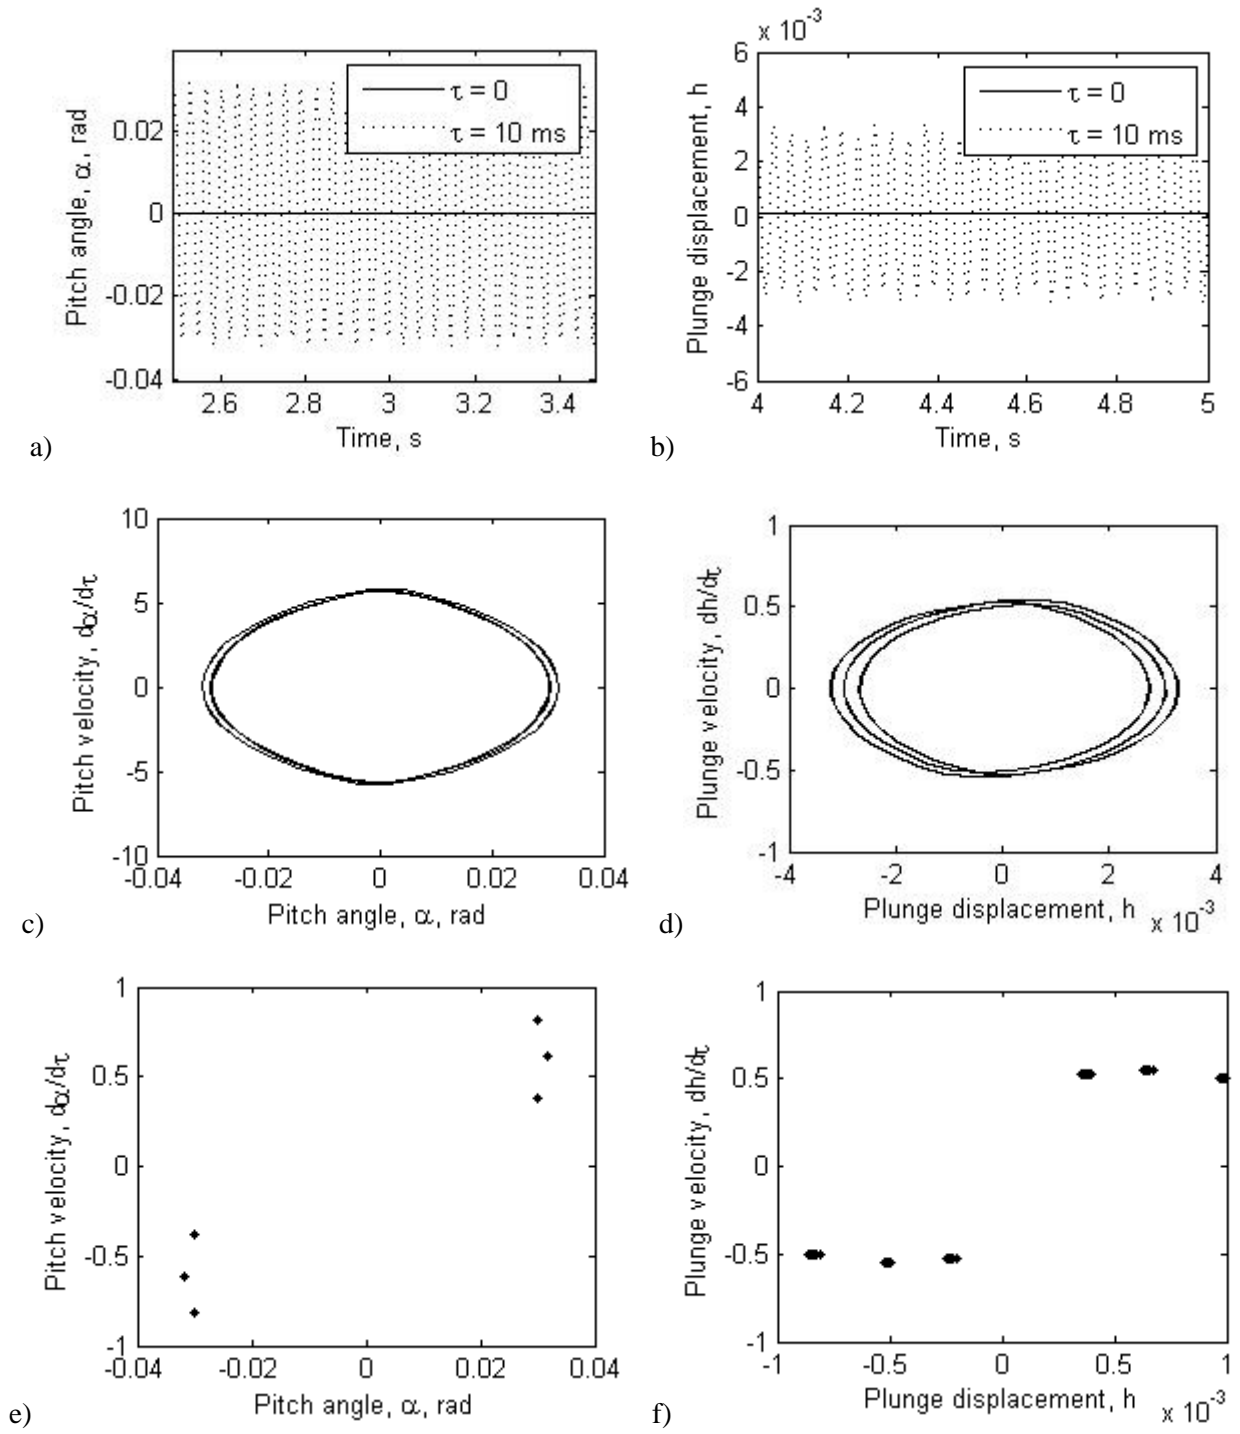 τ = 0
τ = 10 ms
0.02
0
-0.02
-0.04
Pitch angle, α, rad
2.6 2.8 3 3.2 3.4
Time, s
a)
x 10⁻³
τ = 0
τ = 10 ms
6
4
2
0
-2
-4
-6
Plunge displacement, h
4 4.2 4.4 4.6 4.8 5
Time, s
b)
10
5
0
-5
-10
Pitch velocity, dα/dτ
-0.04 -0.02 0 0.02 0.04
Pitch angle, α, rad
c)
1
0.5
0
-0.5
-1
Plunge velocity, dh/dτ
-4 -2 0 2 4
Plunge displacement, h x 10⁻³
d)
1
0.5
0
-0.5
-1
Pitch velocity, dα/dτ
-0.04 -0.02 0 0.02 0.04
Pitch angle, α, rad
e)
1
0.5
0
-0.5
-1
Plunge velocity, dh/dτ
-1 -0.5 0 0.5 1
Plunge displacement, h x 10⁻³
f)